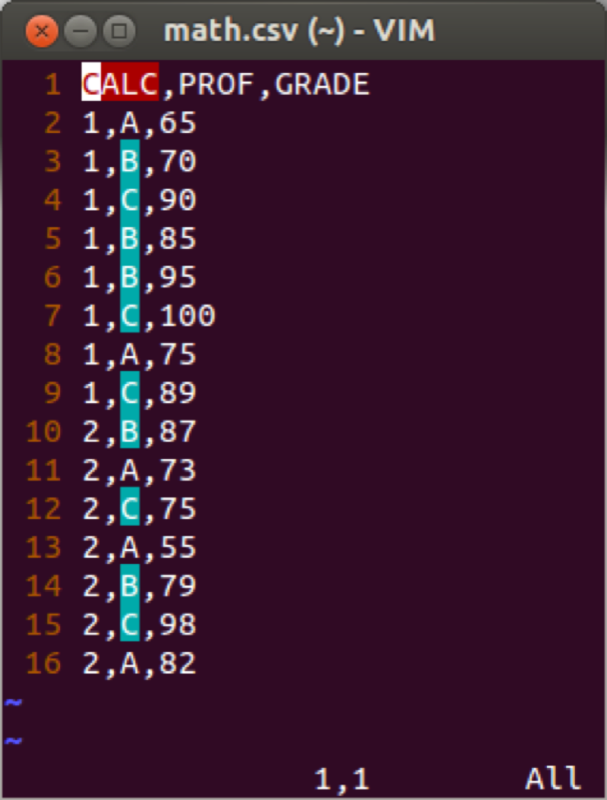 math.csv (~) - VIM
1 CALC,PROF,GRADE
2 1,A,65
3 1,B,70
4 1,C,90
5 1,B,85
6 1,B,95
7 1,C,100
8 1,A,75
9 1,C,89
10 2,B,87
11 2,A,73
12 2,C,75
13 2,A,55
14 2,B,79
15 2,C,98
16 2,A,82
~
~
1,1 All